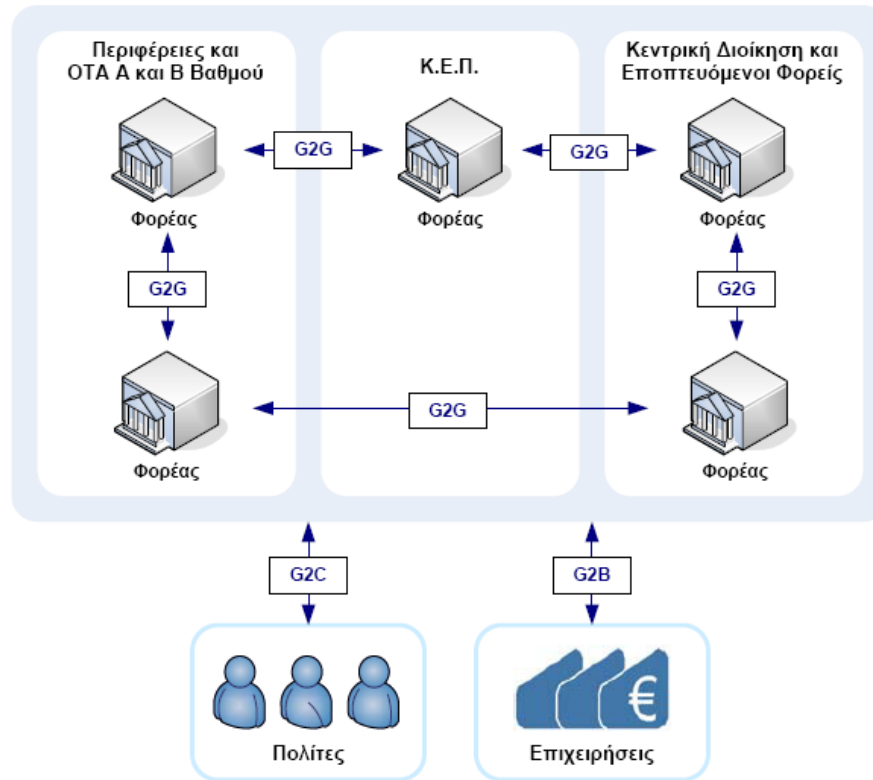 Περιφέρειες και
ΟΤΑ Α και Β Βαθμού
Κ.Ε.Π.
Κεντρική Διοίκηση και
Εποπτευόμενοι Φορείς
G2G
G2G
Φορέας
Φορέας
Φορέας
G2G
G2G
G2G
Φορέας
Φορέας
G2C
G2B
€
Πολίτες
Επιχειρήσεις